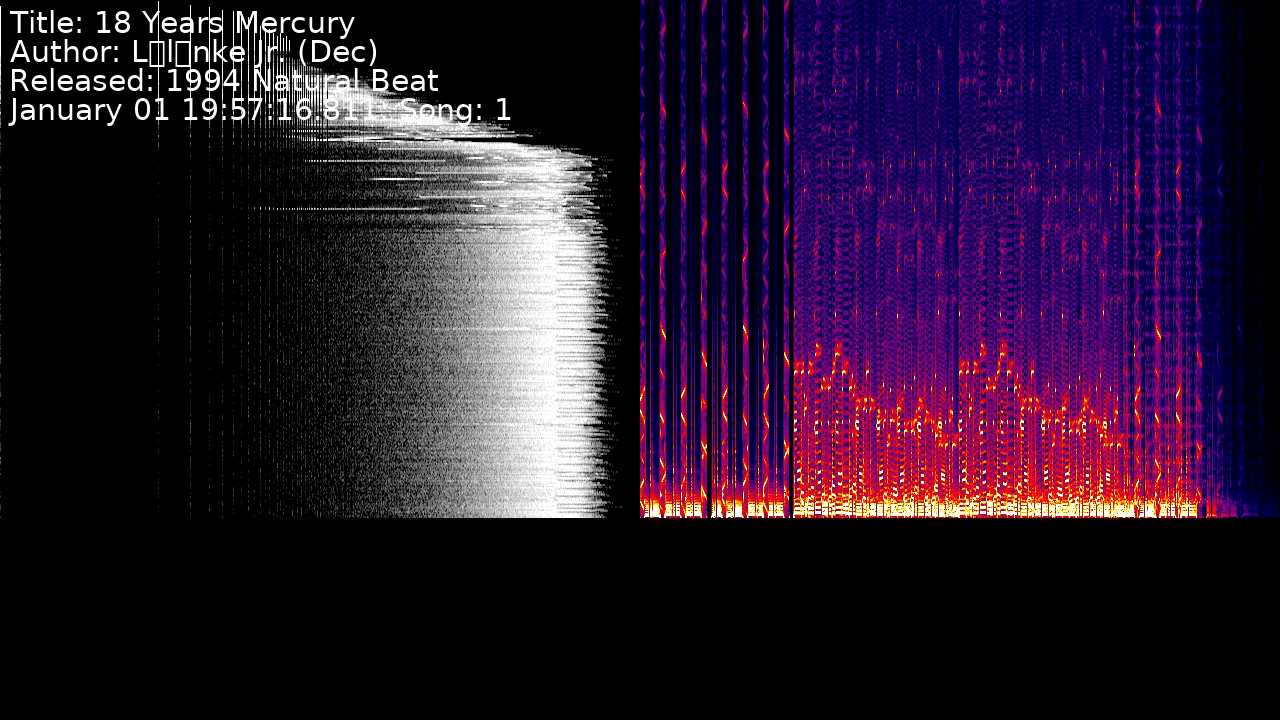 Title: 18 Years Mercury
Author: L▯l▯nke Jr. (Dec)
Released: 1994 Natural Beat
January 01 19:57:16 Song: 1